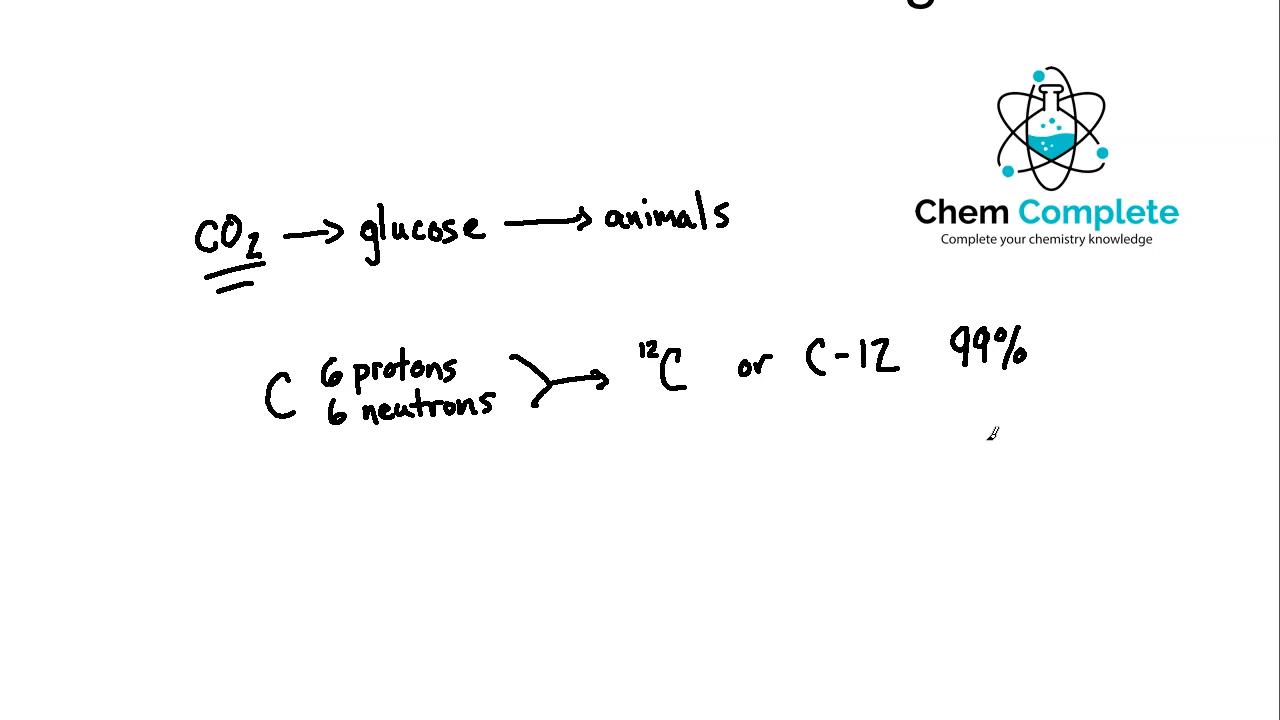 Chem Complete
Complete your chemistry knowledge
CO₂ → glucose → animals
C 6 protons
6 neutrons → ¹²C or C-12 99%